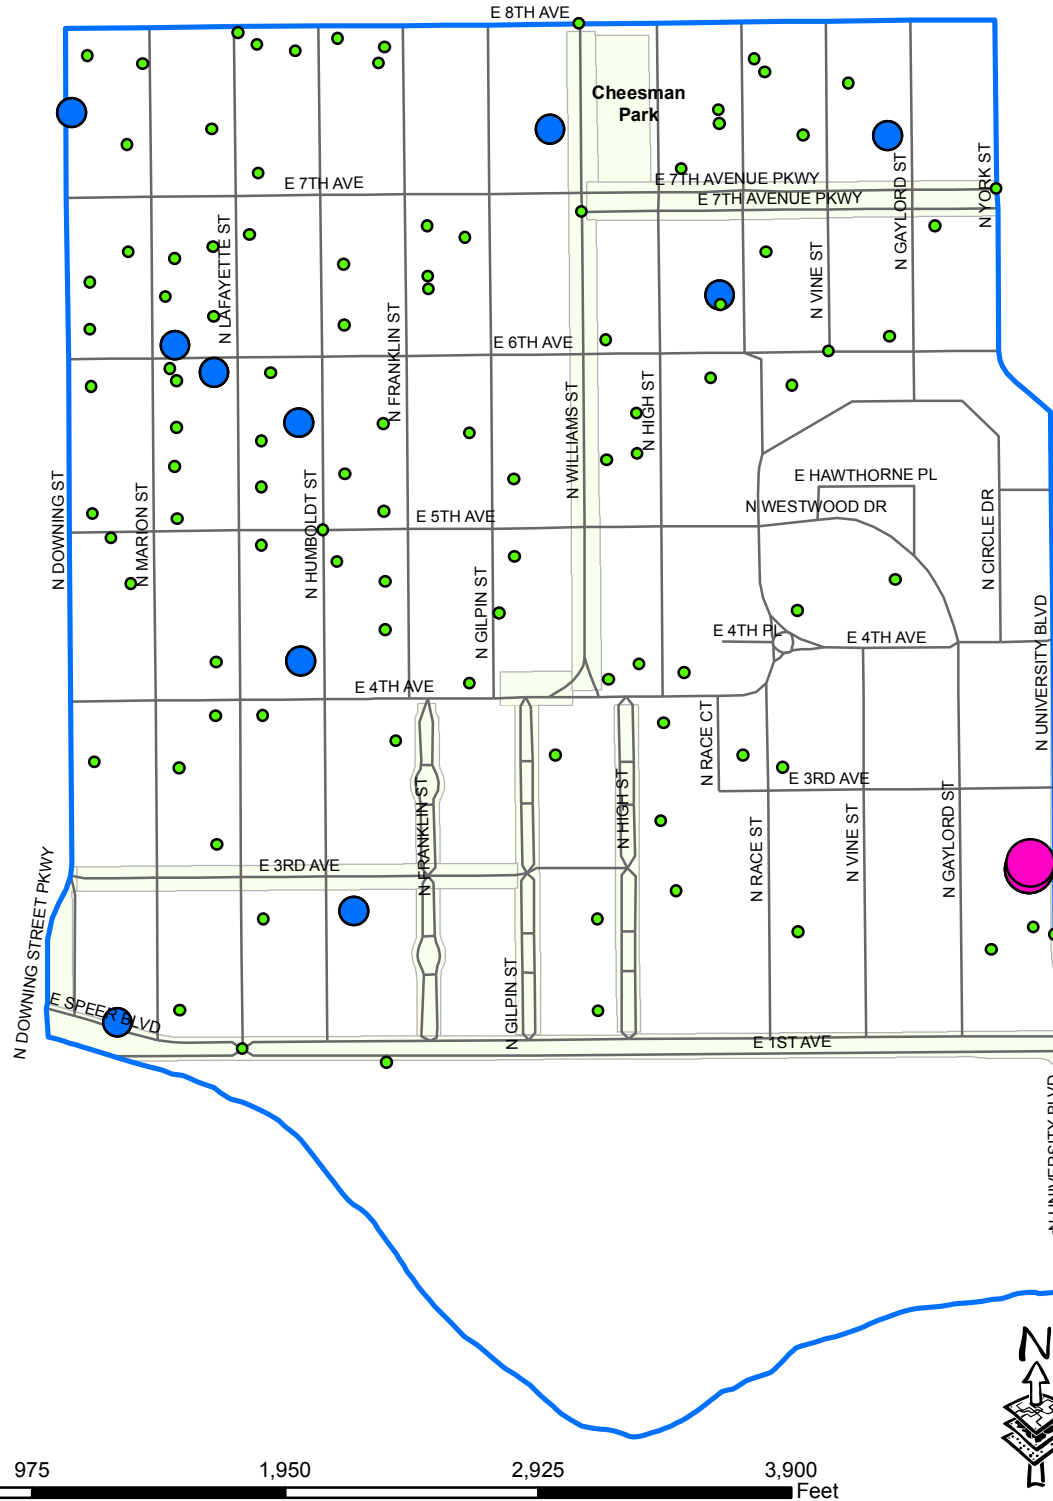 E 8TH AVE
Cheesman
Park
E 7TH AVE
E 7TH AVENUE PKWY
E 7TH AVENUE PKWY
N YORK ST
N GAYLORD ST
N LAFAYETTE ST
N VINE ST
E 6TH AVE
N FRANKLIN ST
N HIGH ST
N WILLIAMS ST
E HAWTHORNE PL
N WESTWOOD DR
N DOWNING ST
N MARION ST
N HUMBOLDT ST
E 5TH AVE
N CIRCLE DR
N GILPIN ST
E 4TH PL
E 4TH AVE
N UNIVERSITY BLVD
E 4TH AVE
N RACE CT
E 3RD AVE
N FRANKLIN ST
N HIGH ST
N RACE ST
N VINE ST
N GAYLORD ST
E 3RD AVE
N DOWNING STREET PKWY
E SPEER BLVD
N GILPIN ST
E 1ST AVE
N UNIVERSITY BLVD
N
975 1,950 2,925 3,900
Feet